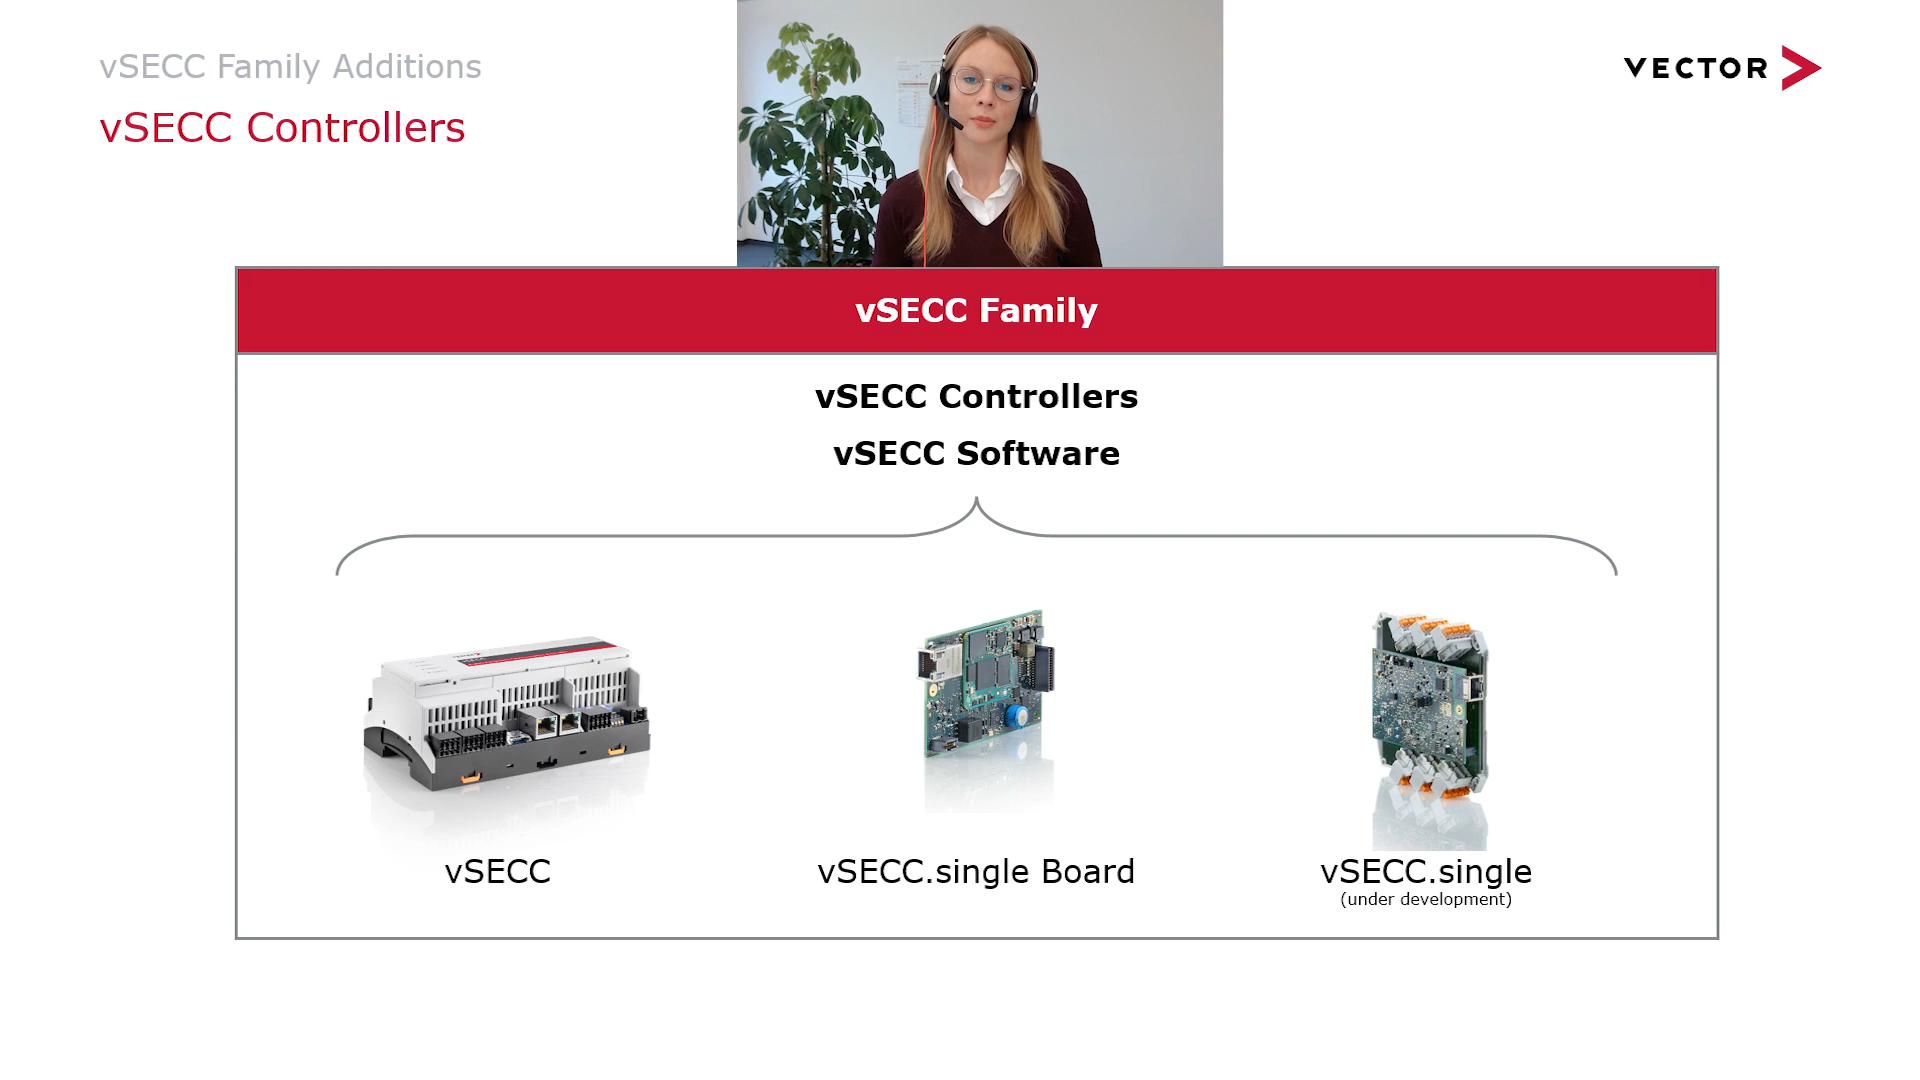 vSECC Family Additions
vSECC Controllers
VECTOR
vSECC Family
vSECC Controllers
vSECC Software
vSECC
vSECC.single Board
vSECC.single
(under development)